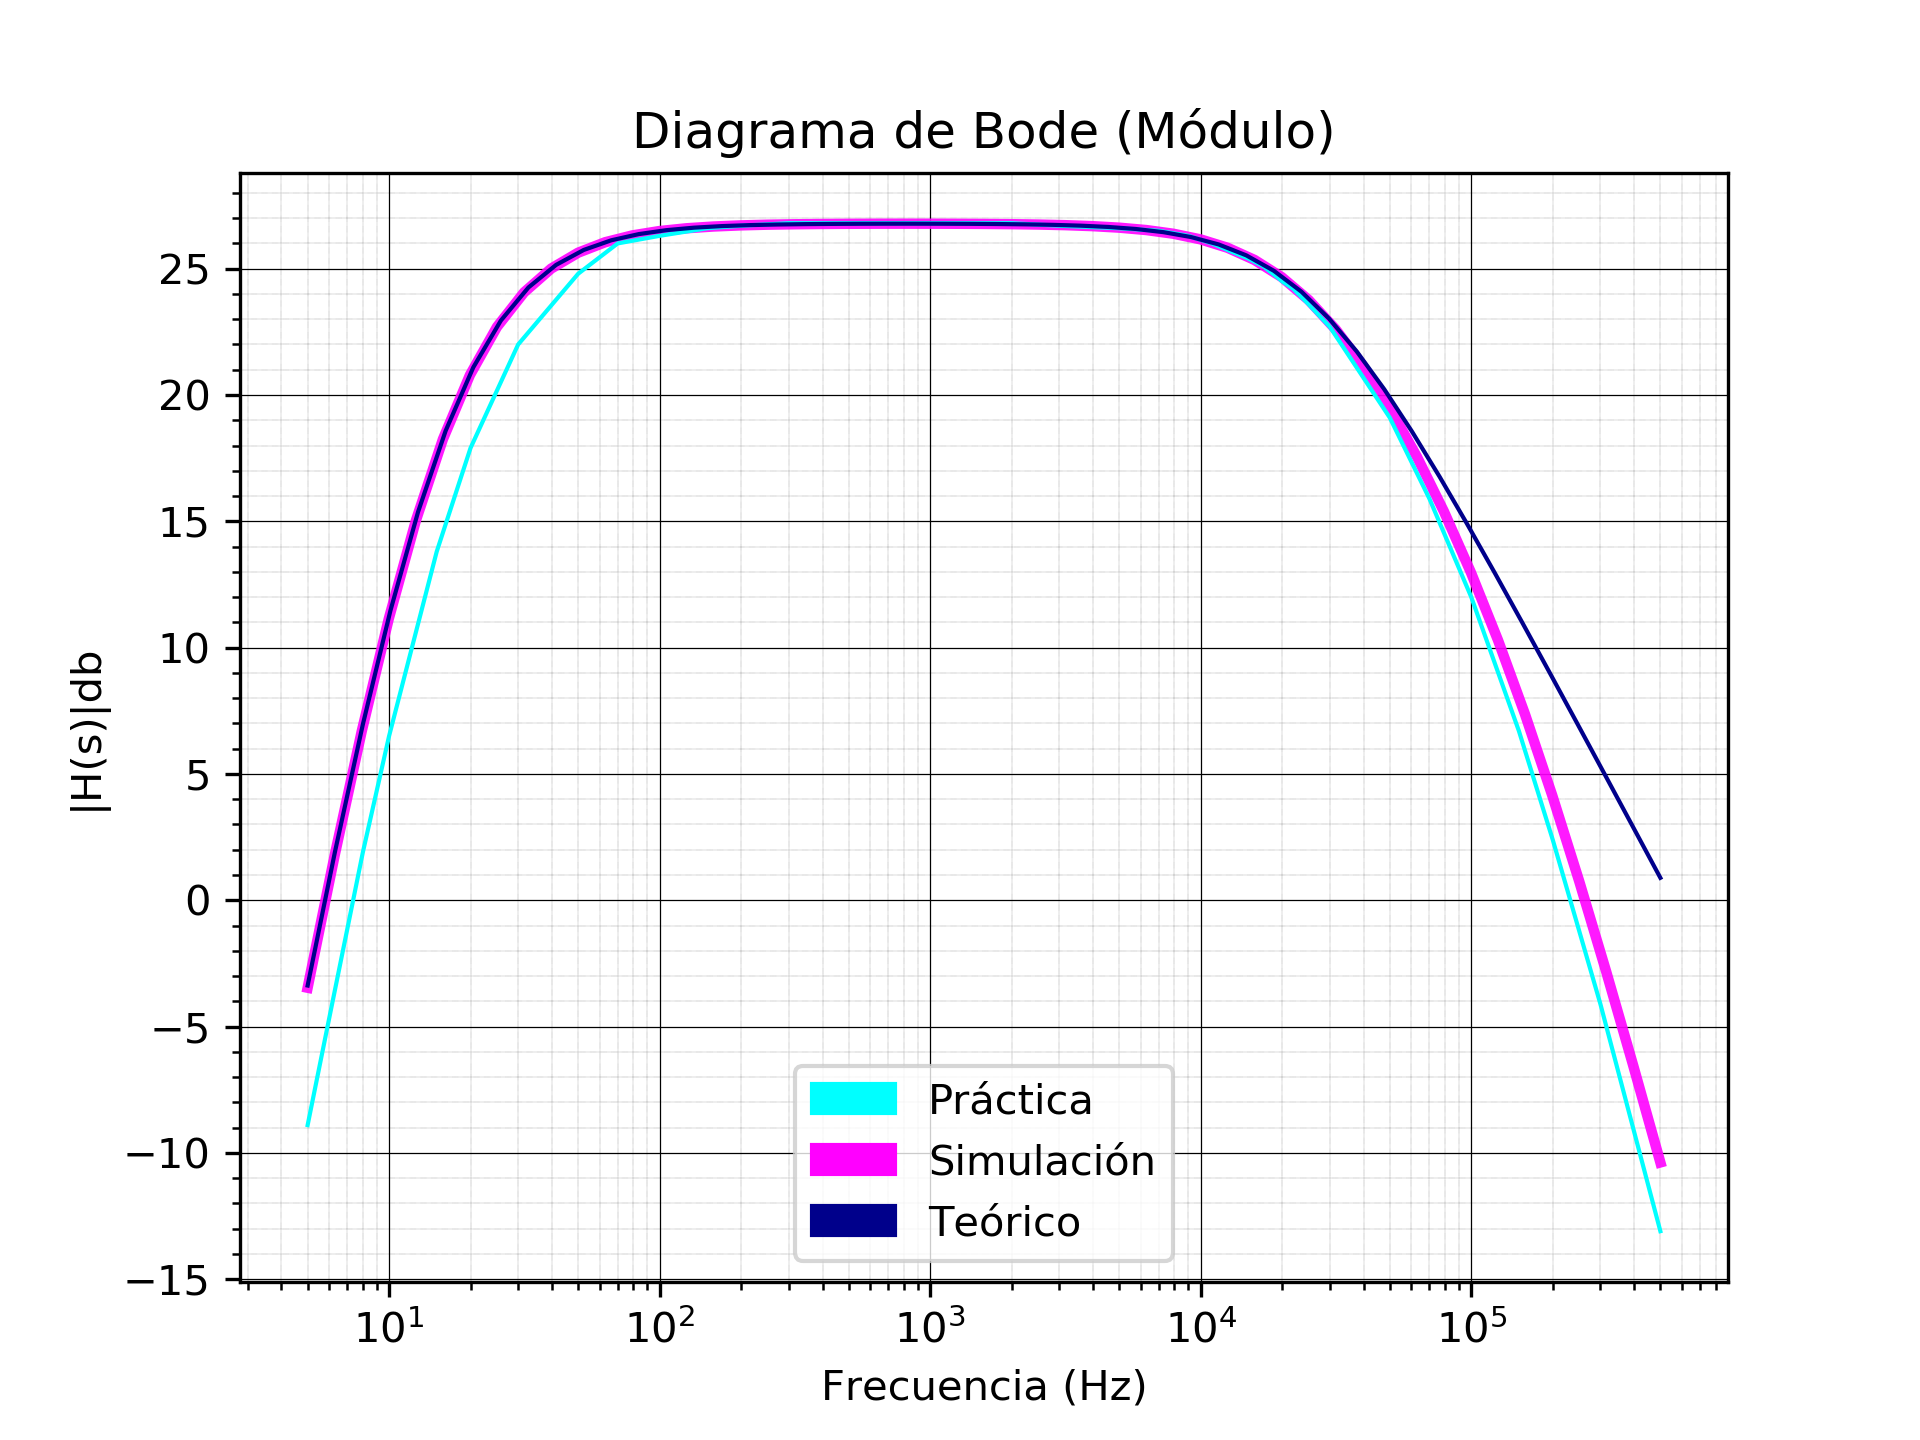 Diagrama de Bode (Módulo)
|H(s)|db
25
20
15
10
5
0
−5
−10
−15
Práctica
Simulación
Teórico
10¹ 10² 10³ 10⁴ 10⁵
Frecuencia (Hz)